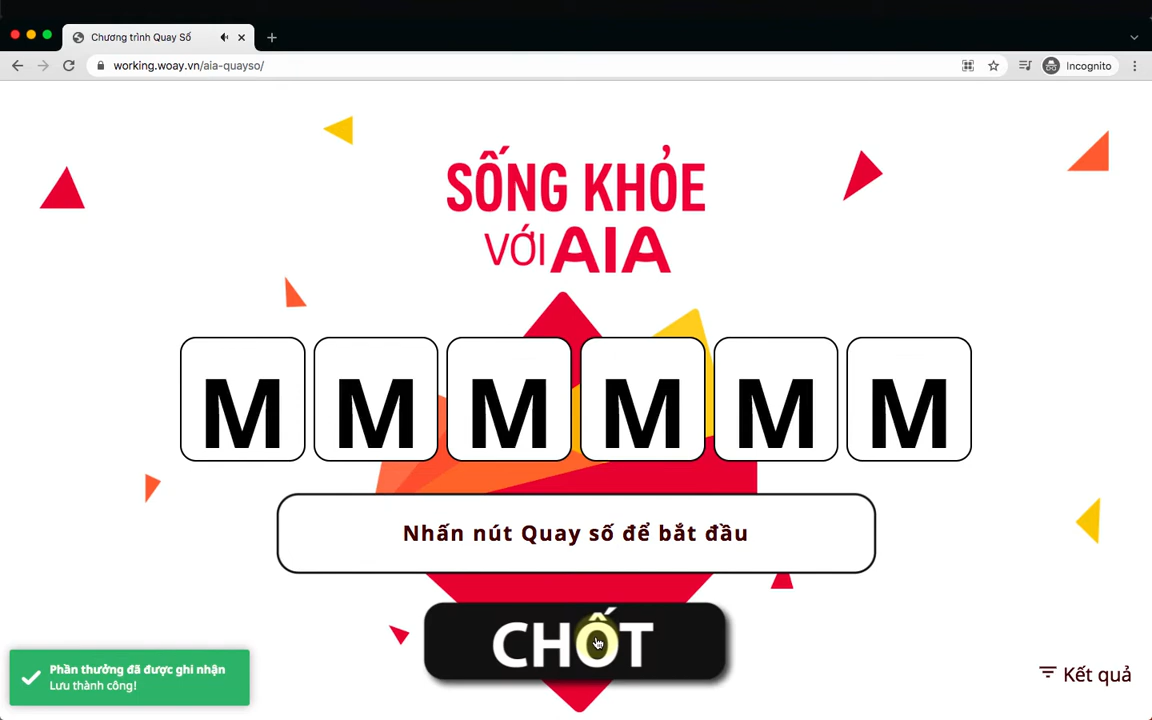 Chương trình Quay Số
working.woay.vn/aia-quayso/
Incognito
SỐNG KHỎE
VỚI AIA
M M M M M M
Nhấn nút Quay số để bắt đầu
CHỐT
Phần thưởng đã được ghi nhận
Lưu thành công!
Kết quả